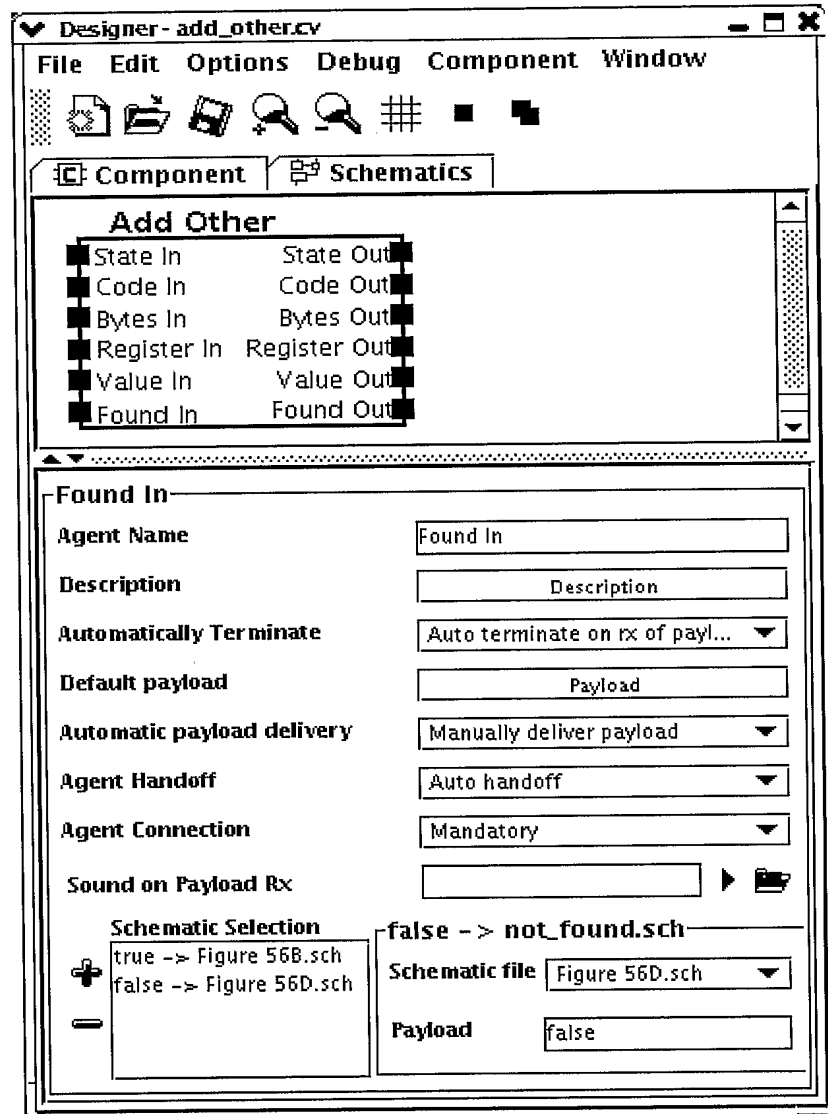 Designer - add_other.cv
File Edit Options Debug Component Window
C Component Schematics
Add Other
State In State Out
Code In Code Out
Bytes In Bytes Out
Register In Register Out
Value In Value Out
Found In Found Out
Found In
Agent Name Found In
Description Description
Automatically Terminate Auto terminate on rx of payl...
Default payload Payload
Automatic payload delivery Manually deliver payload
Agent Handoff Auto handoff
Agent Connection Mandatory
Sound on Payload Rx
Schematic Selection
true -> Figure 56B.sch
false -> Figure 56D.sch
false -> not_found.sch
Schematic file Figure 56D.sch
Payload false